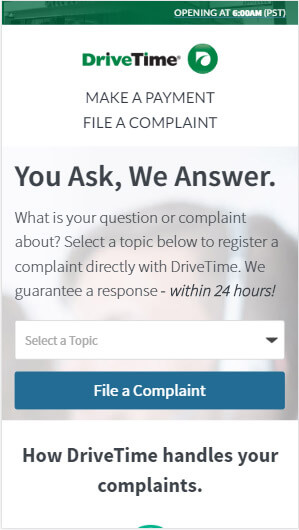 OPENING AT 6:00AM (PST)
DriveTime
MAKE A PAYMENT
FILE A COMPLAINT
You Ask, We Answer.
What is your question or complaint
about? Select a topic below to register a
complaint directly with DriveTime. We
guarantee a response - within 24 hours!
Select a Topic
File a Complaint
How DriveTime handles your
complaints.